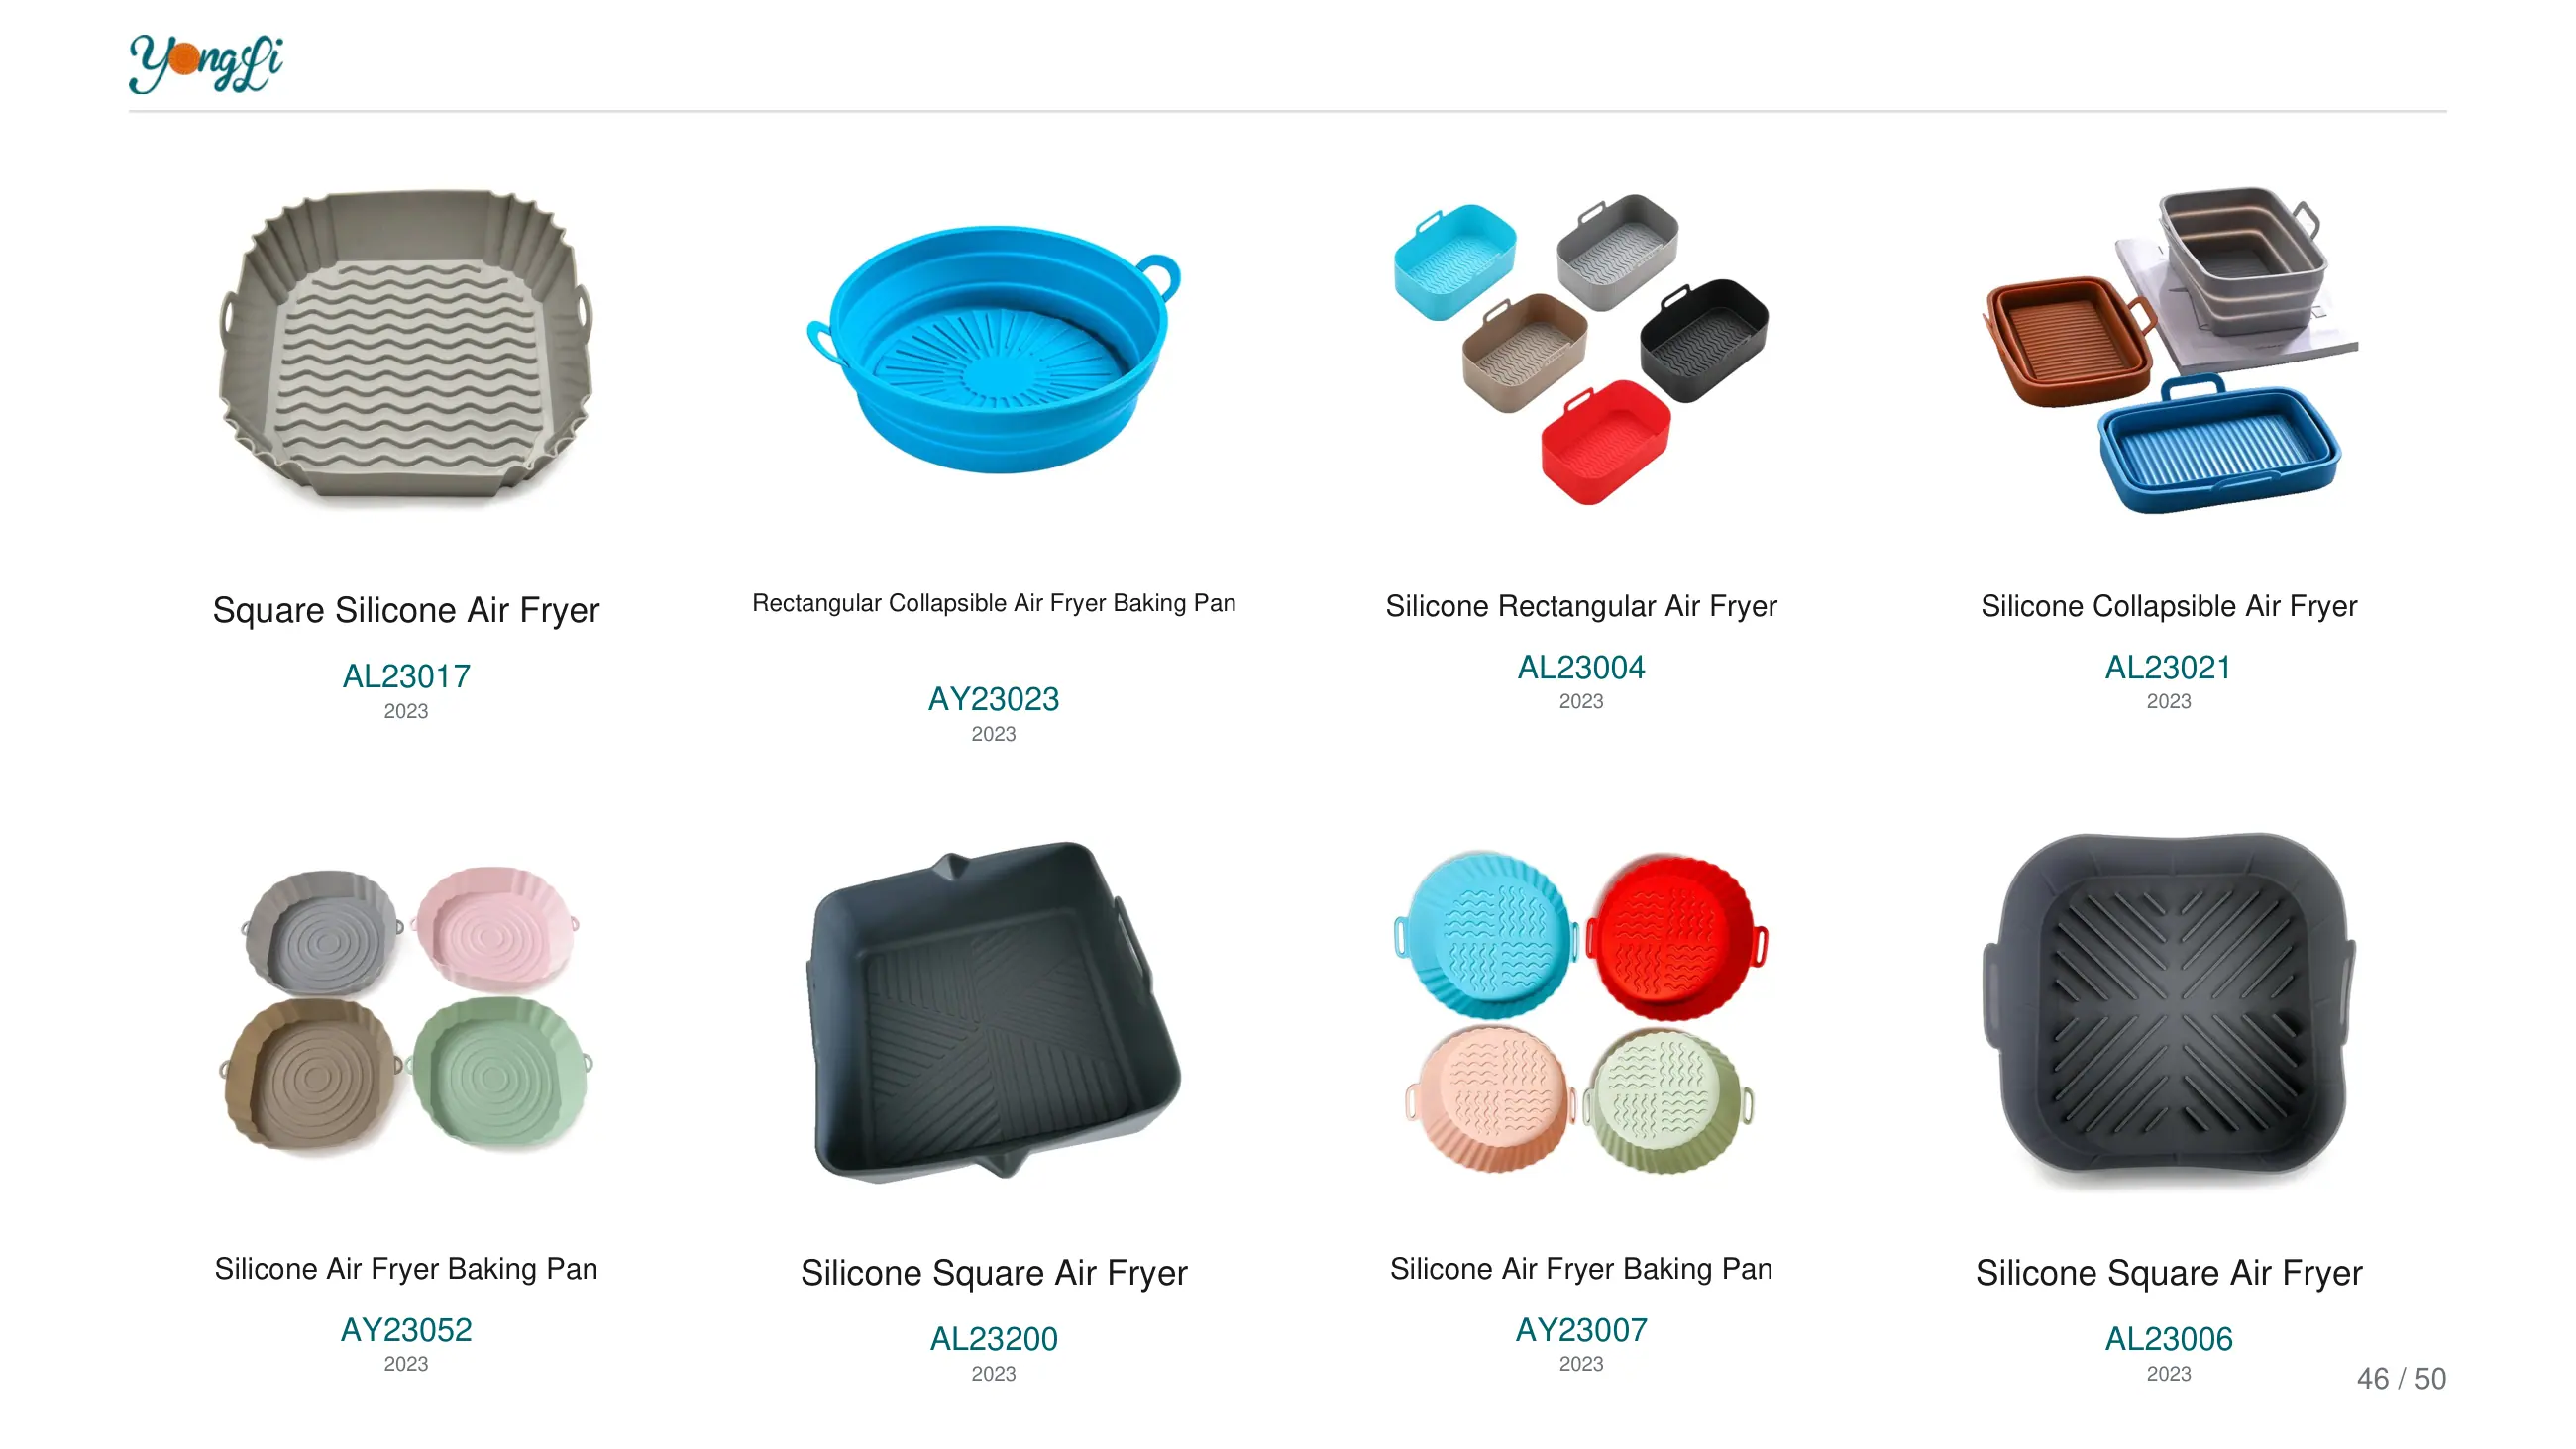 YongLi
Square Silicone Air Fryer
AL23017
2023
Rectangular Collapsible Air Fryer Baking Pan
AY23023
2023
Silicone Rectangular Air Fryer
AL23004
2023
Silicone Collapsible Air Fryer
AL23021
2023
Silicone Air Fryer Baking Pan
AY23052
2023
Silicone Square Air Fryer
AL23200
2023
Silicone Air Fryer Baking Pan
AY23007
2023
Silicone Square Air Fryer
AL23006
2023
46 / 50